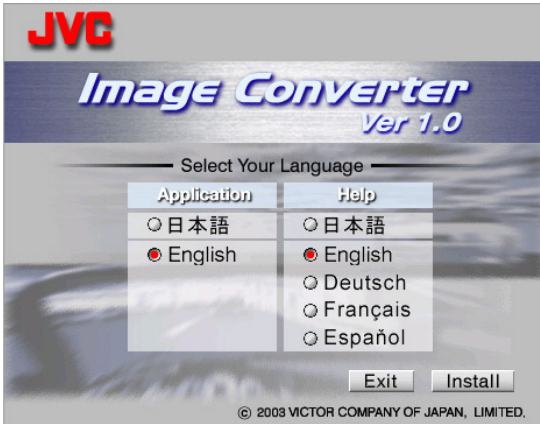 JVC
Image Converter
Ver 1.0
Select Your Language
Application
Help
日本語
日本語
English
English
Deutsch
Français
Español
Exit
Install
© 2003 VICTOR COMPANY OF JAPAN, LIMITED.